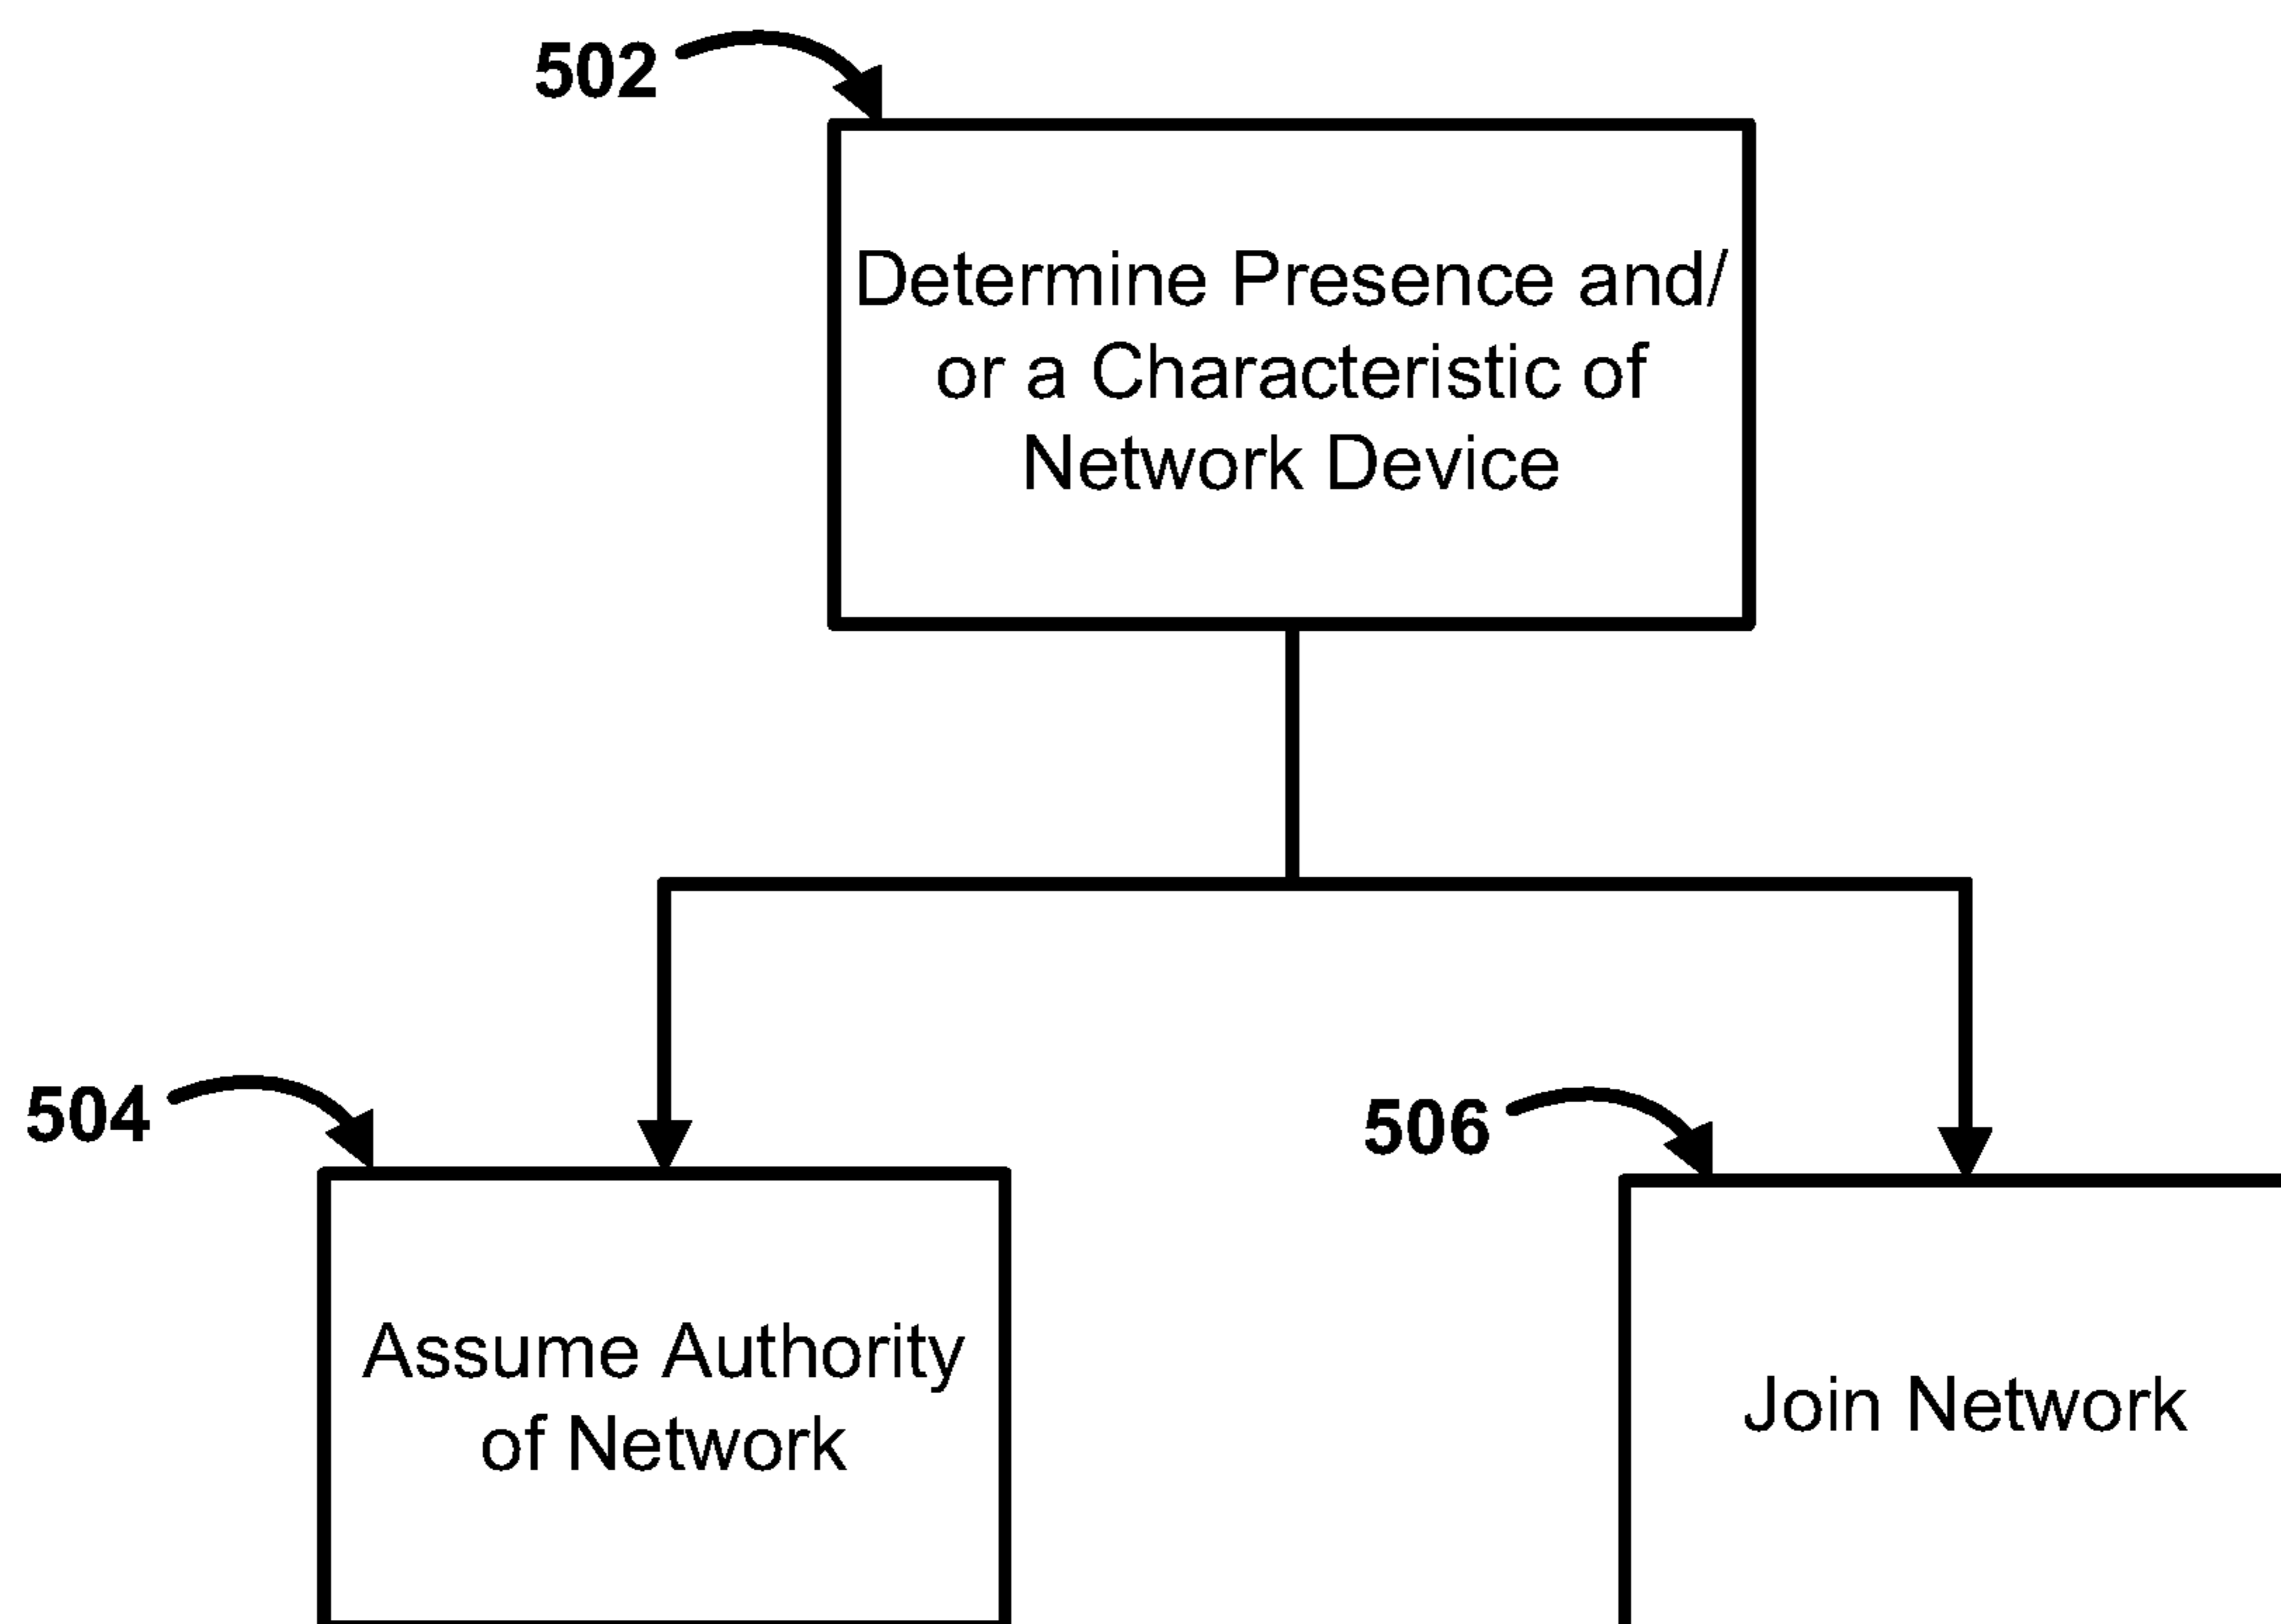 502
Determine Presence and/
or a Characteristic of
Network Device
504
506
Assume Authority
of Network
Join Network